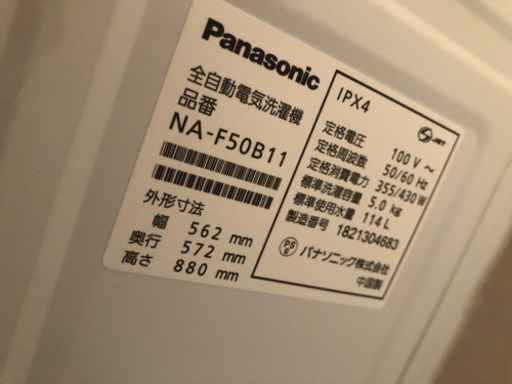 Panasonic
全自動電気洗濯機
品番
NA-F50B11
外形寸法
幅 562 mm
奥行 572 mm
高さ 880 mm
IPX4
JET
定格電圧 100 V ～
定格周波数 50/60 Hz
定格消費電力 355/430 W
標準洗濯容量 5.0 kg
標準使用水量 114 L
製造番号 1821304683
PSE パナソニック株式会社
中国製